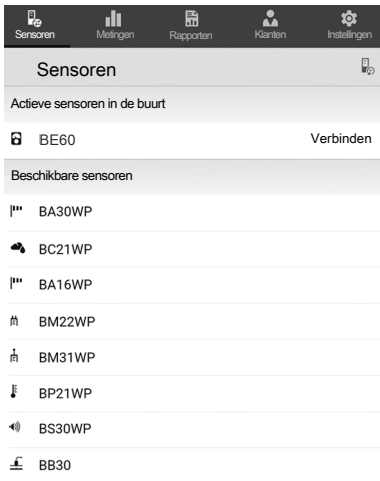 Sensoren Metingen Rapporten Klanten Instellingen
Sensoren
Actieve sensoren in de buurt
BE60 Verbinden
Beschikbare sensoren
BA30WP
BC21WP
BA16WP
BM22WP
BM31WP
BP21WP
BS30WP
BB30